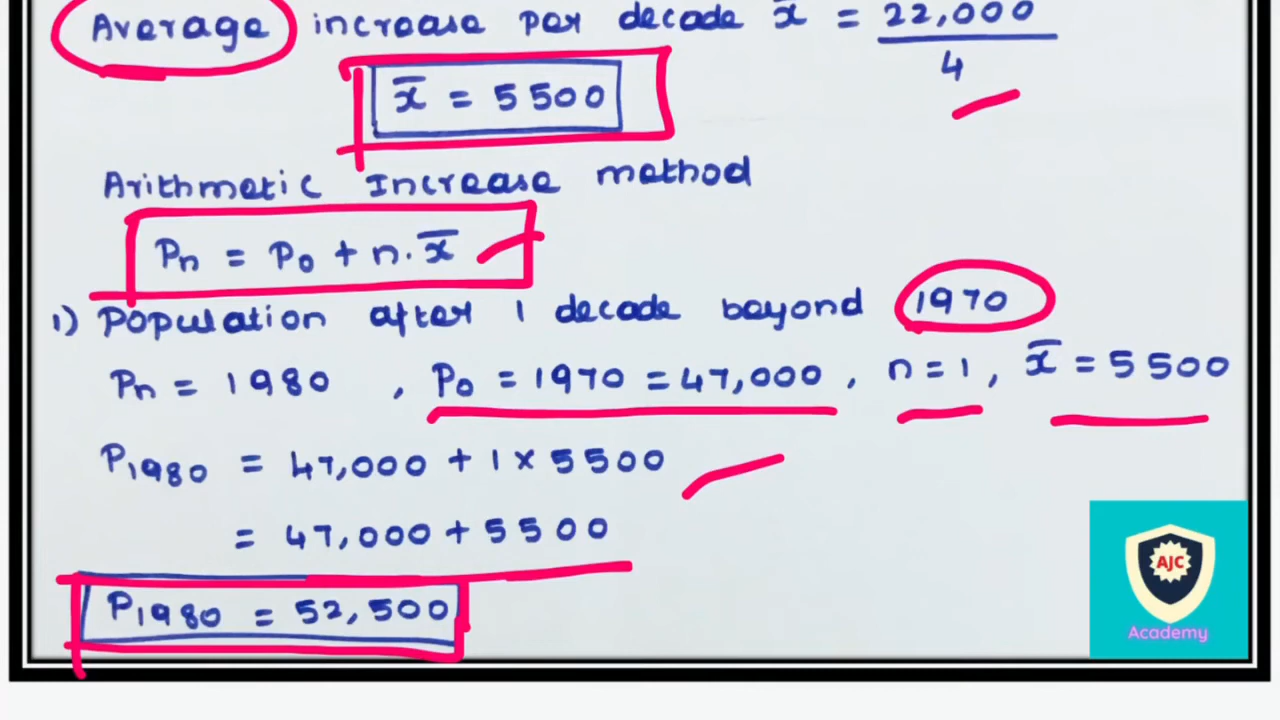 Average increase per decade x̄ = 22,000
4
x̄ = 5500
Arithmetic Increase method
Pn = P0 + n.x̄
1) Population after 1 decade beyond 1970
Pn = 1980 , P0 = 1970 = 47,000 , n = 1 , x̄ = 5500
P1980 = 47,000 + 1 × 5500
= 47,000 + 5500
P1980 = 52,500
AJC
Academy